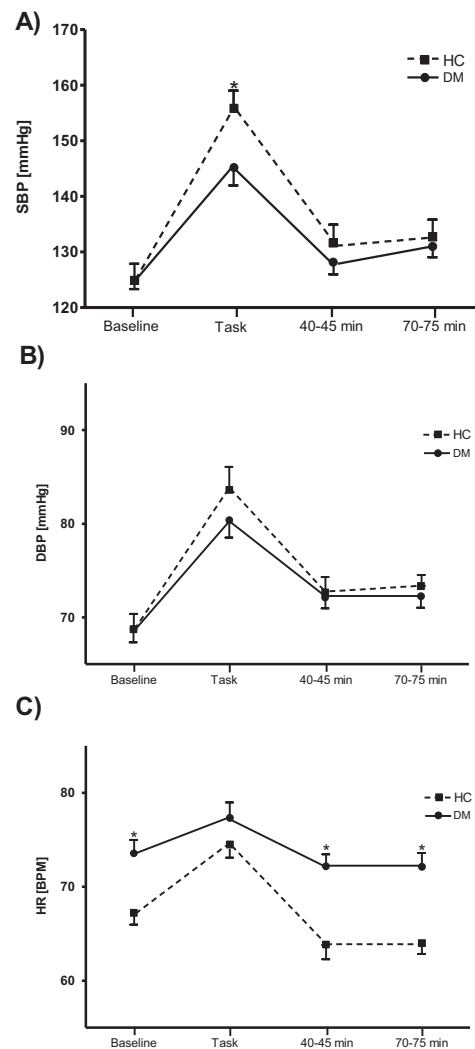 A)
170
160
150
140
130
120
SBP [mmHg]
*
HC
DM
Baseline Task 40-45 min 70-75 min
B)
90
80
70
DBP [mmHg]
HC
DM
Baseline Task 40-45 min 70-75 min
C)
80
70
60
HR [BPM]
HC
DM
* * *
Baseline Task 40-45 min 70-75 min